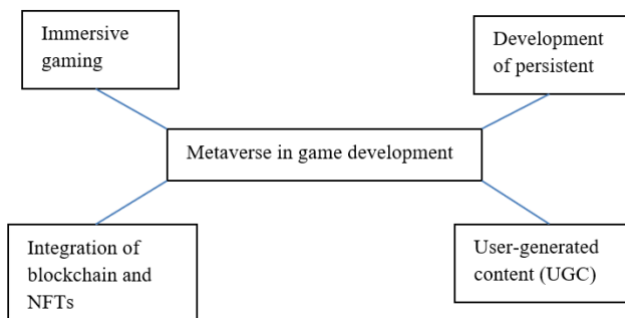 Immersive
gaming
Development
of persistent
Metaverse in game development
Integration of
blockchain and
NFTs
User-generated
content (UGC)